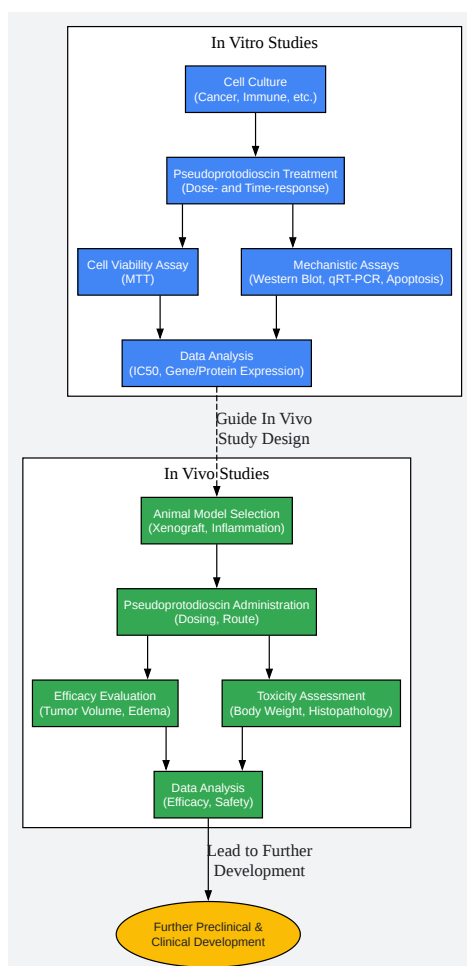 In Vitro Studies
Cell Culture
(Cancer, Immune, etc.)
Pseudoprotodioscin Treatment
(Dose- and Time-response)
Cell Viability Assay
(MTT)
Mechanistic Assays
(Western Blot, qRT-PCR, Apoptosis)
Data Analysis
(IC50, Gene/Protein Expression)
Guide In Vivo
Study Design
In Vivo Studies
Animal Model Selection
(Xenograft, Inflammation)
Pseudoprotodioscin Administration
(Dosing, Route)
Efficacy Evaluation
(Tumor Volume, Edema)
Toxicity Assessment
(Body Weight, Histopathology)
Data Analysis
(Efficacy, Safety)
Lead to Further
Development
Further Preclinical &
Clinical Development